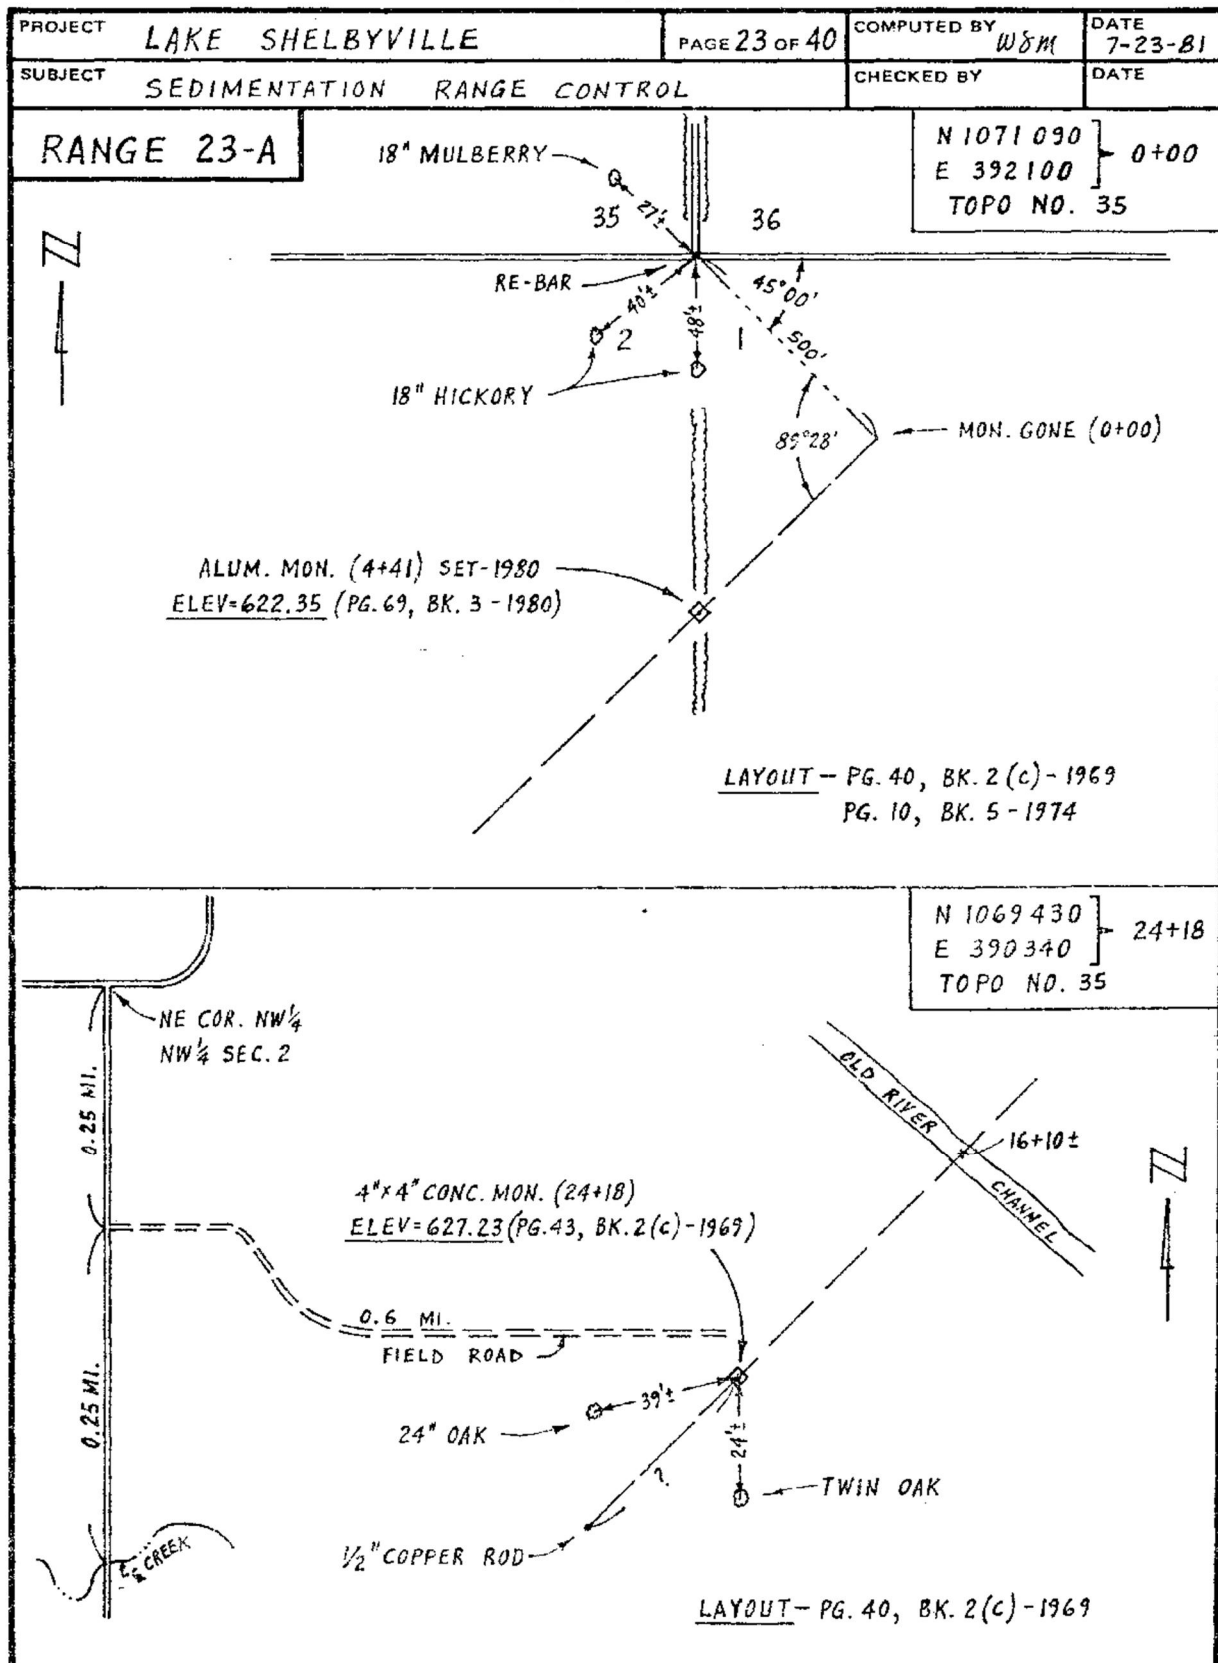 PROJECT LAKE SHELBYVILLE
PAGE 23 OF 40
COMPUTED BY
DATE 7-23-81
SUBJECT SEDIMENTATION RANGE CONTROL
CHECKED BY
DATE
RANGE 23-A
N 1071 090
E 392100
0+00
TOPO NO. 35
18" MULBERRY
27'±
35
36
N
RE-BAR
45°00'
40'±
48'±
2
1
500'
18" HICKORY
89°28'
MON. GONE (0+00)
ALUM. MON. (4+41) SET-1980
ELEV=622.35 (PG. 69, BK. 3 - 1980)
LAYOUT - PG. 40, BK. 2 (C) - 1969
PG. 10, BK. 5 - 1974
N 1069 430
E 390 340
24+18
TOPO NO. 35
NE COR. NW 1/4
NW 1/4 SEC. 2
0.25 MI.
OLD RIVER CHANNEL
16+10 ±
N
4"x4" CONC. MON. (24+18)
ELEV=627.23 (PG. 43, BK. 2 (C) - 1969)
0.6 MI.
FIELD ROAD
0.25 MI.
39'±
24" OAK
24'±
?
TWIN OAK
1/2" COPPER ROD
℄ CREEK
LAYOUT - PG. 40, BK. 2 (C) - 1969